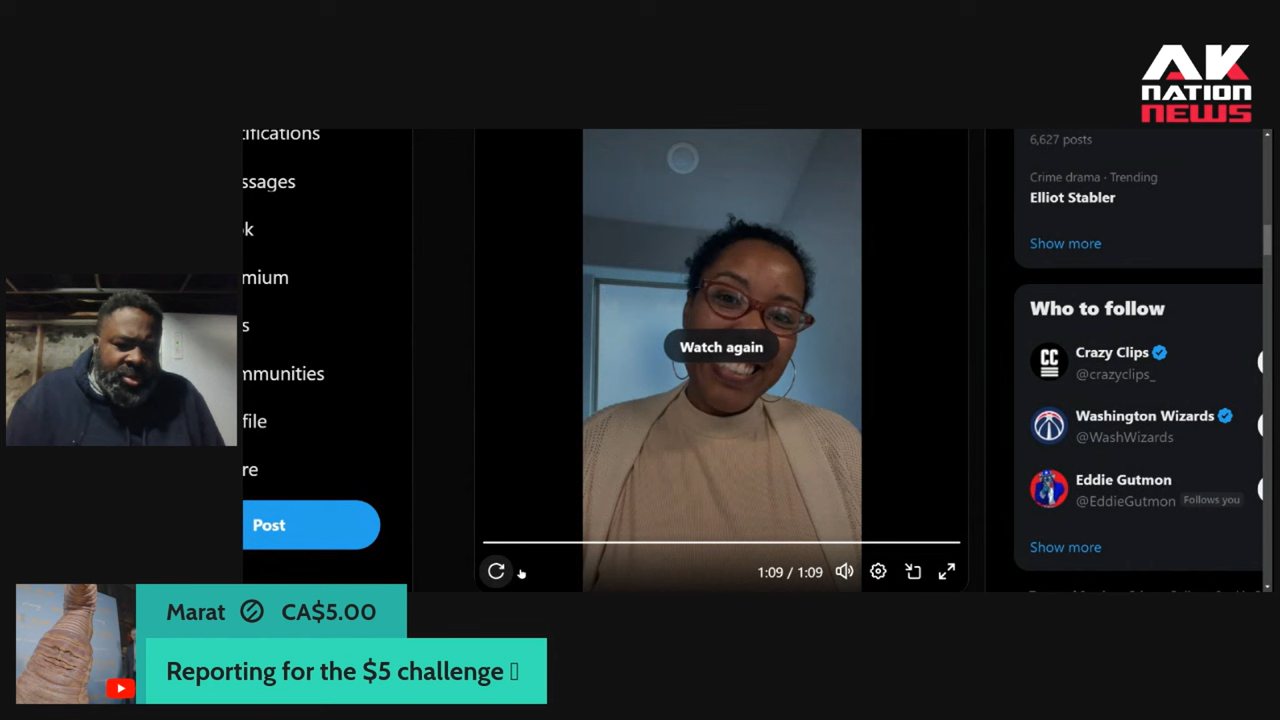 AK
NATION
NEWS
tifications
ssages
k
mium
s
mmunities
file
re
Post
Watch again
1:09 / 1:09
6,627 posts
Crime drama · Trending
Elliot Stabler
Show more
Who to follow
CC
Crazy Clips
@crazyclips_
Washington Wizards
@WashWizards
Eddie Gutmon
@EddieGutmon Follows you
Show more
Marat CA$5.00
Reporting for the $5 challenge